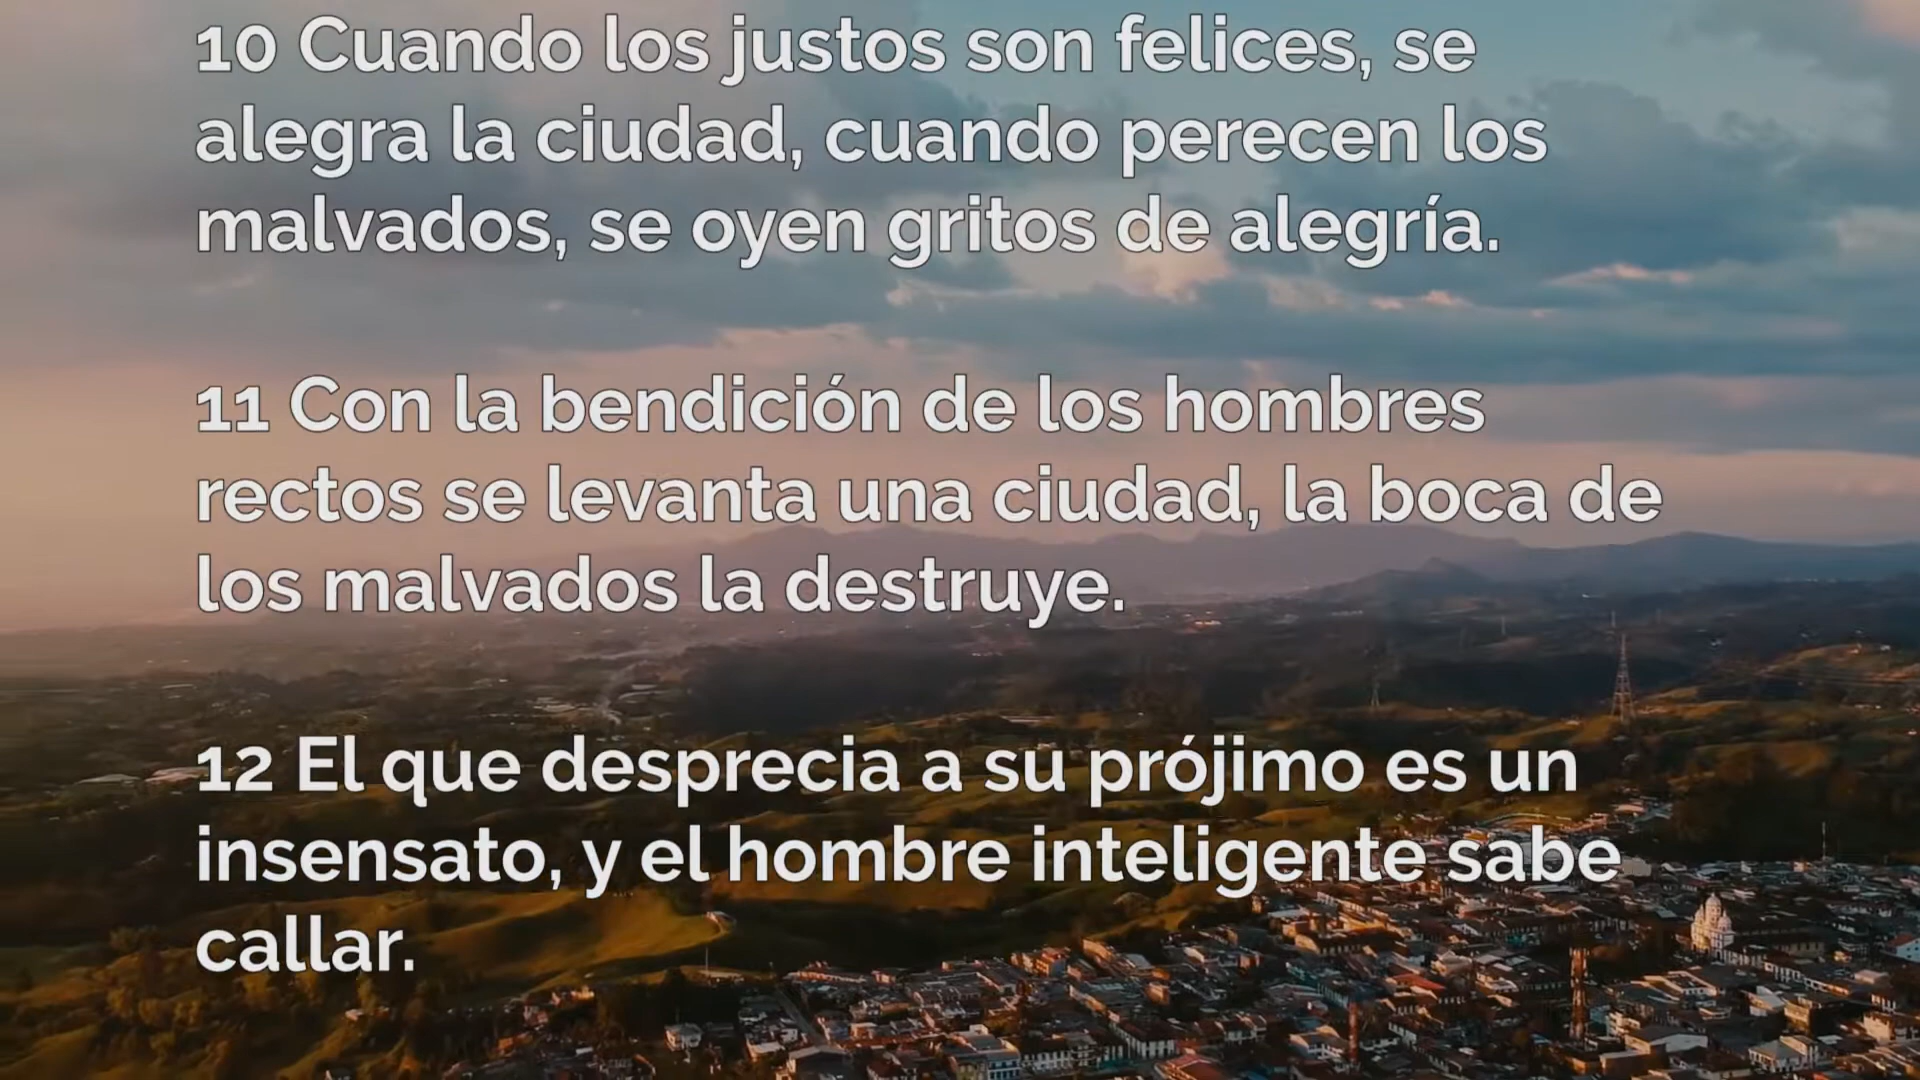 10 Cuando los justos son felices, se
alegra la ciudad, cuando perecen los
malvados, se oyen gritos de alegría.
11 Con la bendición de los hombres
rectos se levanta una ciudad, la boca de
los malvados la destruye.
12 El que desprecia a su prójimo es un
insensato, y el hombre inteligente sabe
callar.